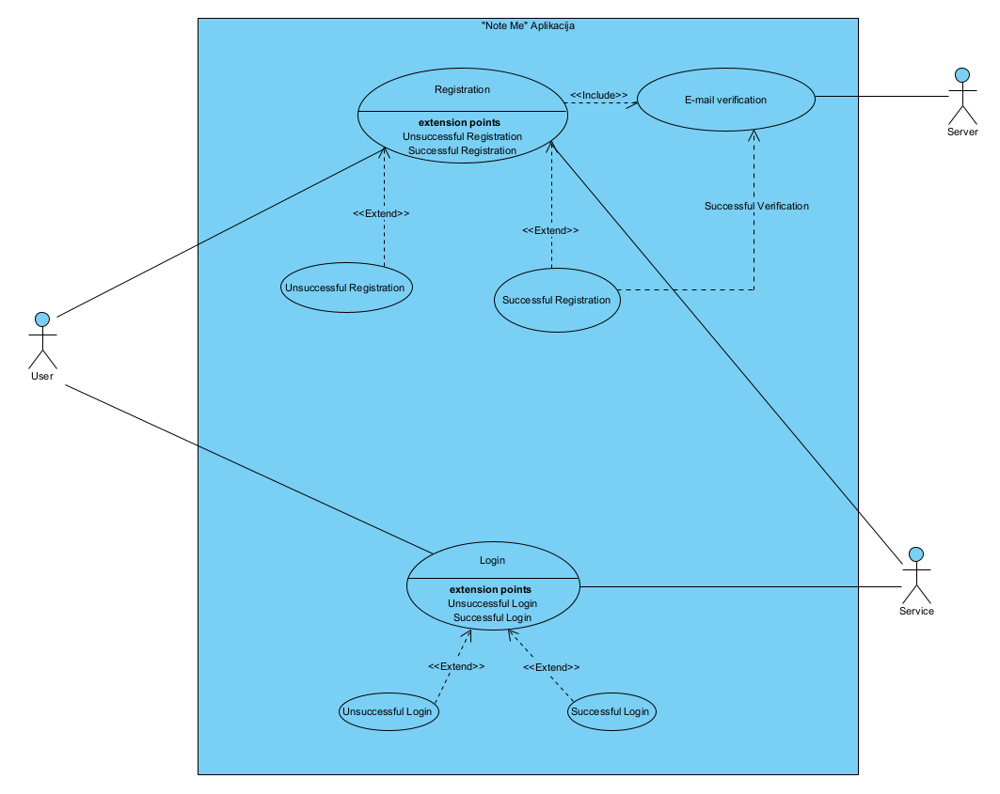 "Note Me" Aplikacija
Registration
extension points
Unsuccessful Registration
Successful Registration
<<Include>>
E-mail verification
Server
<<Extend>>
<<Extend>>
Successful Verification
Unsuccessful Registration
Successful Registration
User
Login
extension points
Unsuccessful Login
Successful Login
Service
<<Extend>>
<<Extend>>
Unsuccessful Login
Successful Login